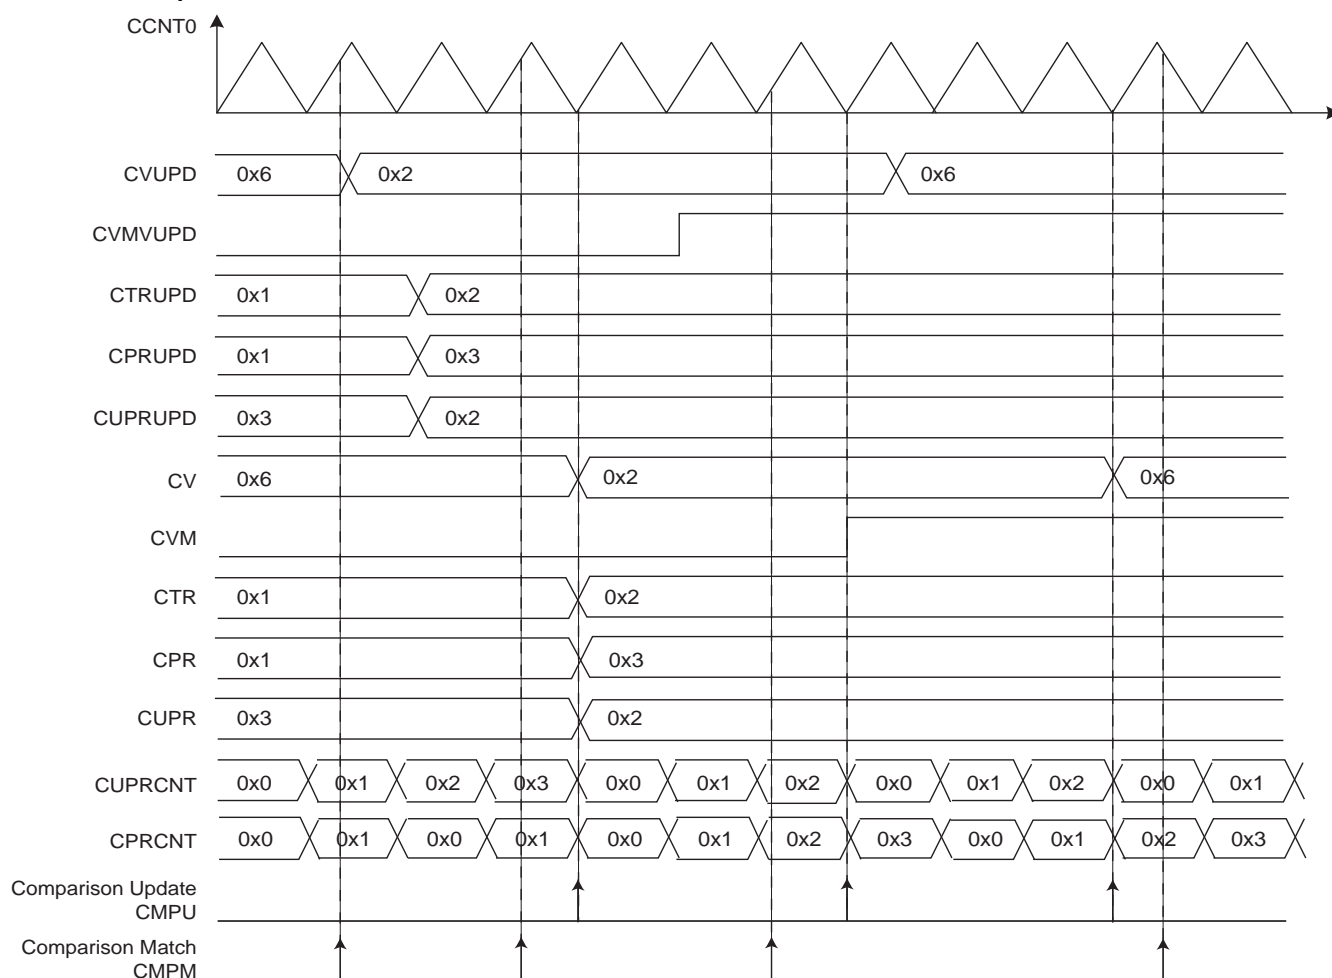 CCNT0
CVUPD 0x6 0x2 0x6
CVMVUPD
CTRUPD 0x1 0x2
CPRUPD 0x1 0x3
CUPRUPD 0x3 0x2
CV 0x6 0x2 0x6
CVM
CTR 0x1 0x2
CPR 0x1 0x3
CUPR 0x3 0x2
CUPRCNT 0x0 0x1 0x2 0x3 0x0 0x1 0x2 0x0 0x1 0x2 0x0 0x1
CPRCNT 0x0 0x1 0x0 0x1 0x0 0x1 0x2 0x3 0x0 0x1 0x2 0x3
Comparison Update
CMPU
Comparison Match
CMPM